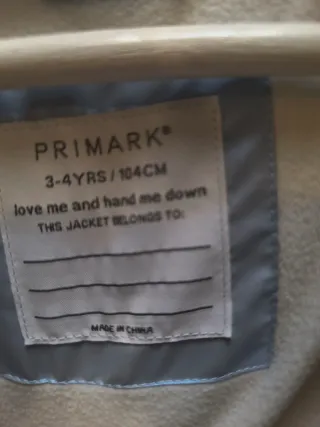 PRIMARK®
3-4YRS / 104CM
love me and hand me down
THIS JACKET BELONGS TO:
MADE IN CHINA